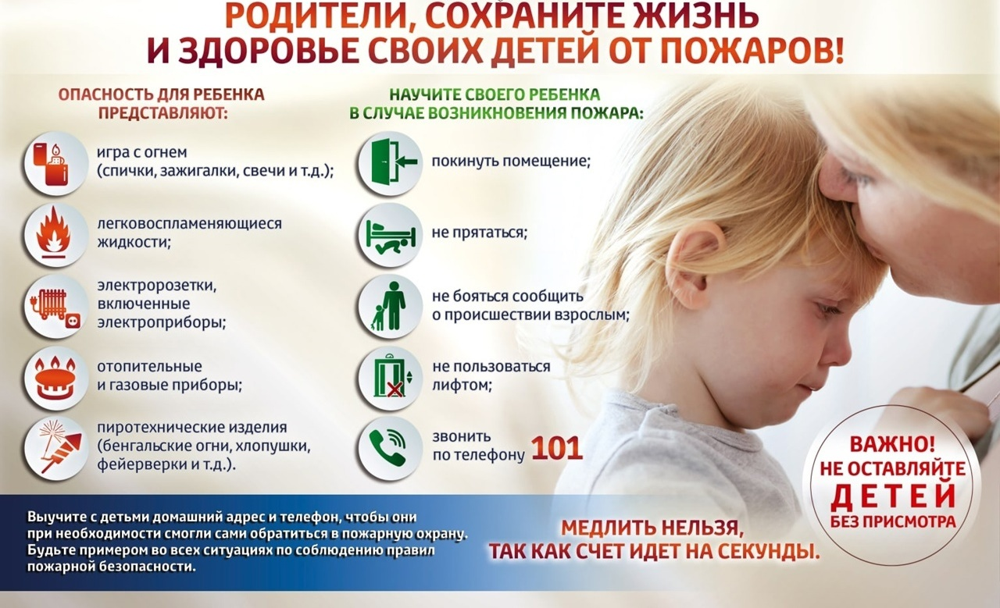 РОДИТЕЛИ, СОХРАНИТЕ ЖИЗНЬ
И ЗДОРОВЬЕ СВОИХ ДЕТЕЙ ОТ ПОЖАРОВ!
ОПАСНОСТЬ ДЛЯ РЕБЕНКА
ПРЕДСТАВЛЯЮТ:
игра с огнем
(спички, зажигалки, свечи и т.д.);
легковоспламеняющиеся
жидкости;
электророзетки,
включенные
электроприборы;
отопительные
и газовые приборы;
пиротехнические изделия
(бенгальские огни, хлопушки,
фейерверки и т.д.).
НАУЧИТЕ СВОЕГО РЕБЕНКА
В СЛУЧАЕ ВОЗНИКНОВЕНИЯ ПОЖАРА:
покинуть помещение;
не прятаться;
не бояться сообщить
о происшествии взрослым;
не пользоваться
лифтом;
звонить
по телефону 101
Выучите с детьми домашний адрес и телефон, чтобы они
при необходимости смогли сами обратиться в пожарную охрану.
Будьте примером во всех ситуациях по соблюдению правил
пожарной безопасности.
МЕДЛИТЬ НЕЛЬЗЯ,
ТАК КАК СЧЕТ ИДЕТ НА СЕКУНДЫ.
ВАЖНО!
НЕ ОСТАВЛЯЙТЕ
ДЕТЕЙ
БЕЗ ПРИСМОТРА